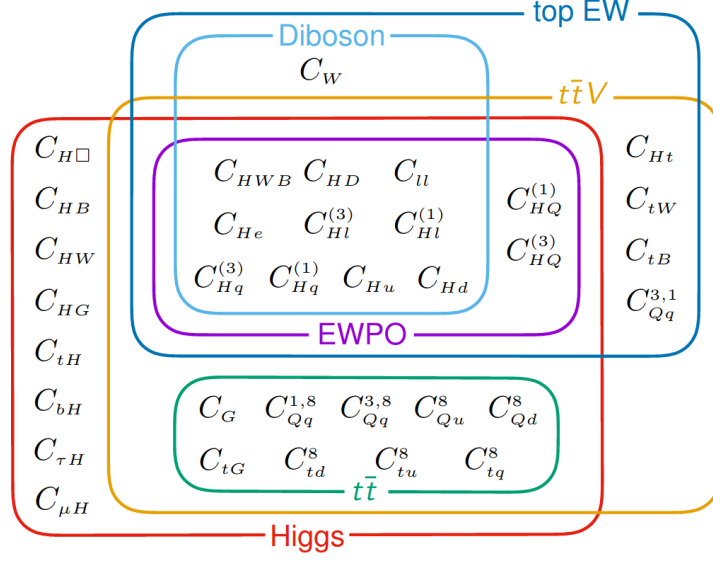 top EW
Diboson
C_W
t\bar{t}V
C_{H□}
C_{HB}
C_{HW}
C_{HG}
C_{tH}
C_{bH}
C_{τH}
C_{μH}
C_{HWB} C_{HD} C_{ll}
C_{He} C_{Hl}^{(3)} C_{Hl}^{(1)}
C_{Hq}^{(3)} C_{Hq}^{(1)} C_{Hu} C_{Hd}
C_{HQ}^{(1)}
C_{HQ}^{(3)}
C_{Ht}
C_{tW}
C_{tB}
C_{Qq}^{3,1}
EWPO
C_G C_{Qq}^{1,8} C_{Qq}^{3,8} C_{Qu}^{8} C_{Qd}^{8}
C_{tG} C_{td}^{8} C_{tu}^{8} C_{tq}^{8}
t\bar{t}
Higgs